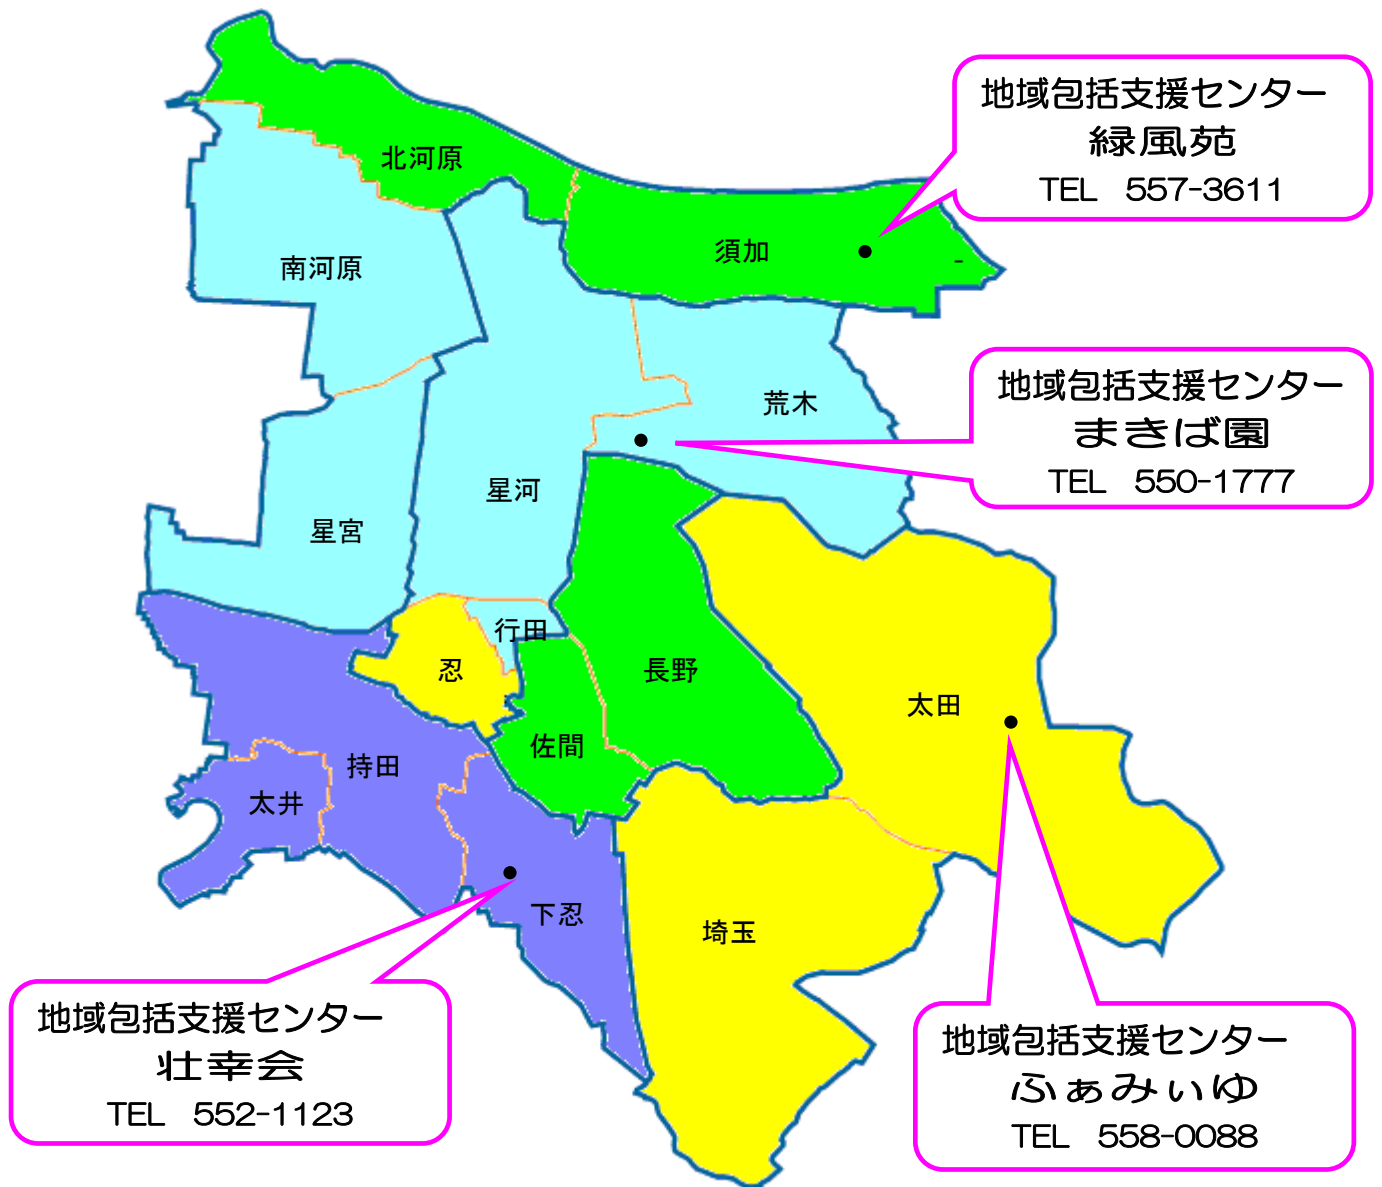 地域包括支援センター
緑風苑
TEL 557-3611
北河原
須加
南河原
地域包括支援センター
まきば園
TEL 550-1777
荒木
星河
星宮
行田
忍
長野
太田
佐間
持田
太井
下忍
埼玉
地域包括支援センター
壮幸会
TEL 552-1123
地域包括支援センター
ふぁみぃゆ
TEL 558-0088